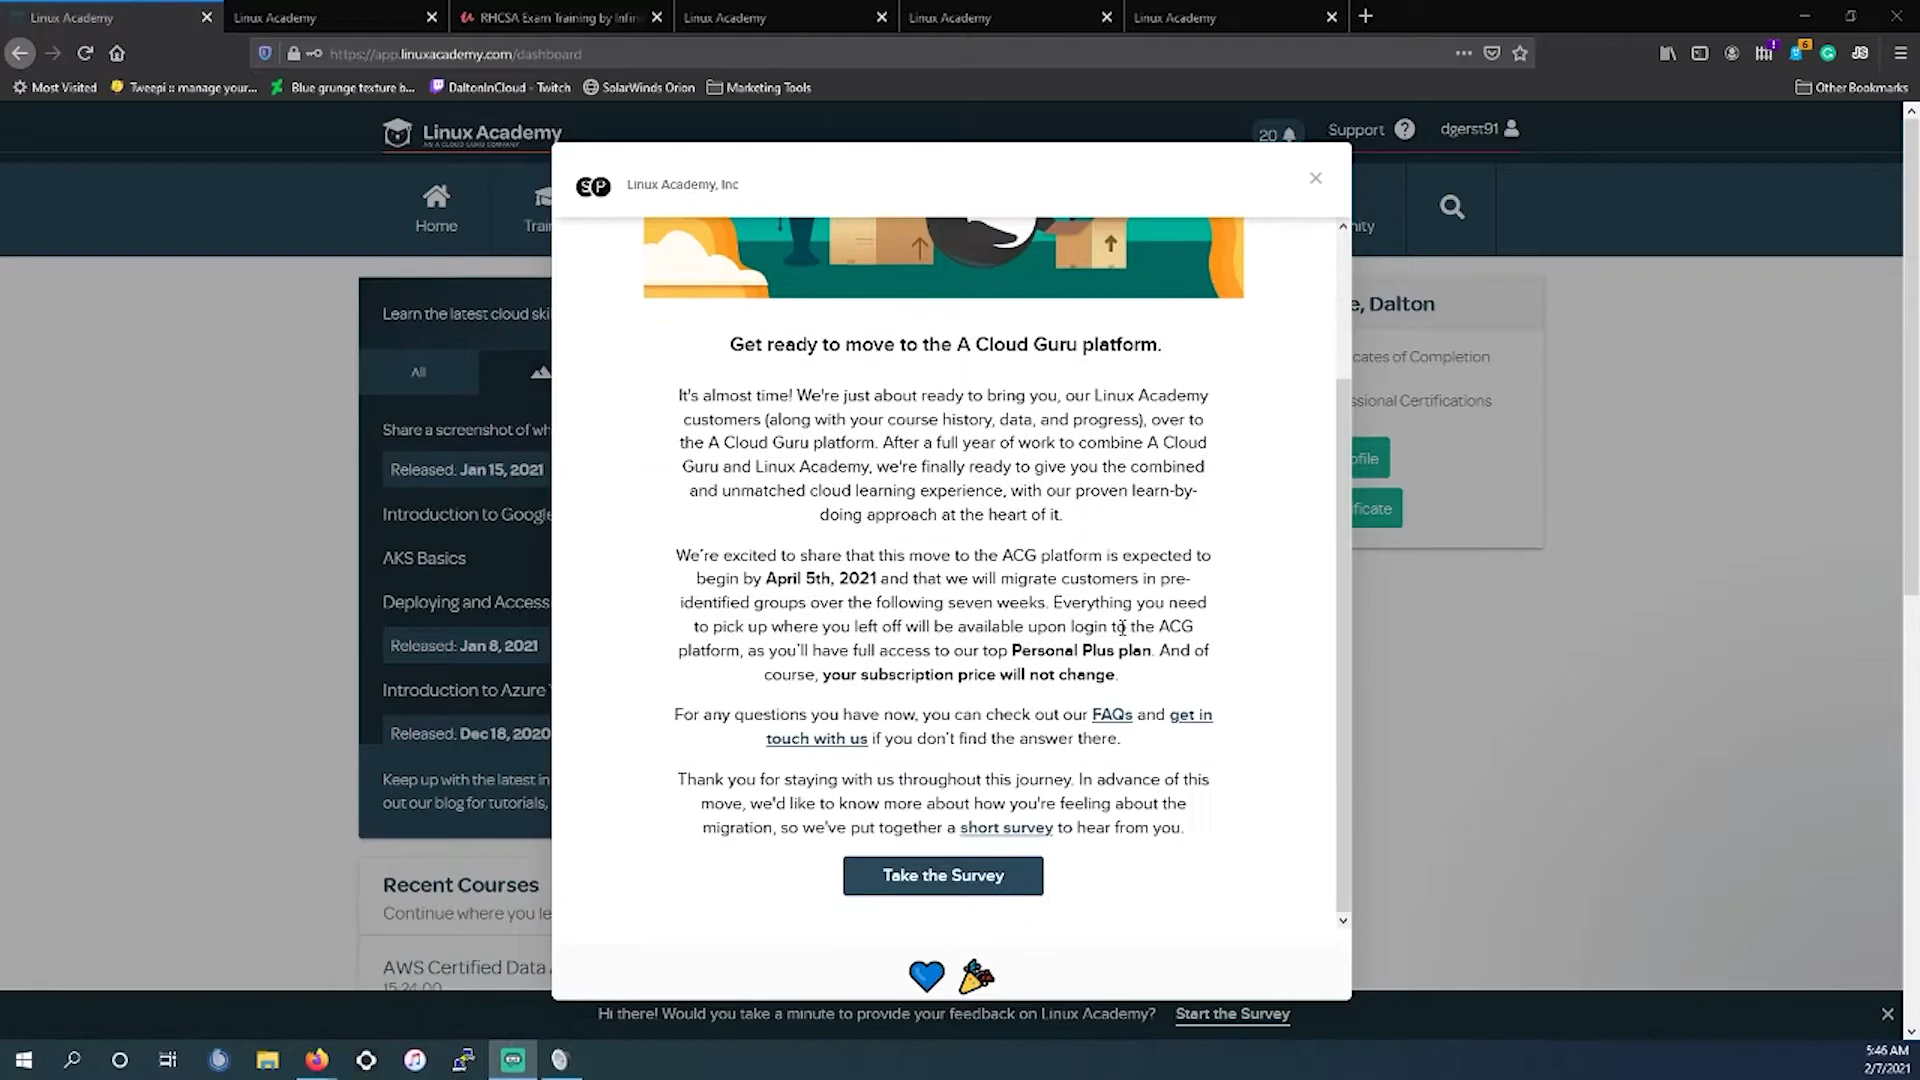 Linux Academy
Linux Academy
RHCSA Exam Training by Infin
Linux Academy
Linux Academy
Linux Academy
https://app.linuxacademy.com/dashboard
Most Visited
Tweepi :: manage your...
Blue grunge texture b...
DaltonInCloud - Twitch
SolarWinds Orion
Marketing Tools
Other Bookmarks
Linux Academy
AN A CLOUD GURU COMPANY
20
Support
dgerst91
Home
Train
nity
SP
Linux Academy, Inc
Get ready to move to the A Cloud Guru platform.
It's almost time! We're just about ready to bring you, our Linux Academy
customers (along with your course history, data, and progress), over to
the A Cloud Guru platform. After a full year of work to combine A Cloud
Guru and Linux Academy, we're finally ready to give you the combined
and unmatched cloud learning experience, with our proven learn-by-
doing approach at the heart of it.
We're excited to share that this move to the ACG platform is expected to
begin by April 5th, 2021 and that we will migrate customers in pre-
identified groups over the following seven weeks. Everything you need
to pick up where you left off will be available upon login to the ACG
platform, as you'll have full access to our top Personal Plus plan. And of
course, your subscription price will not change.
For any questions you have now, you can check out our FAQs and get in
touch with us if you don't find the answer there.
Thank you for staying with us throughout this journey. In advance of this
move, we'd like to know more about how you're feeling about the
migration, so we've put together a short survey to hear from you.
Take the Survey
Learn the latest cloud ski
All
Share a screenshot of wh
Released: Jan 15, 2021
Introduction to Google
AKS Basics
Deploying and Access
Released: Jan 8, 2021
Introduction to Azure
Released: Dec 18, 2020
Keep up with the latest in
out our blog for tutorials,
Recent Courses
Continue where you le
AWS Certified Data
15:24:00
e, Dalton
cates of Completion
ssional Certifications
ofile
ificate
Hi there! Would you take a minute to provide your feedback on Linux Academy?
Start the Survey
5:46 AM
2/7/2021